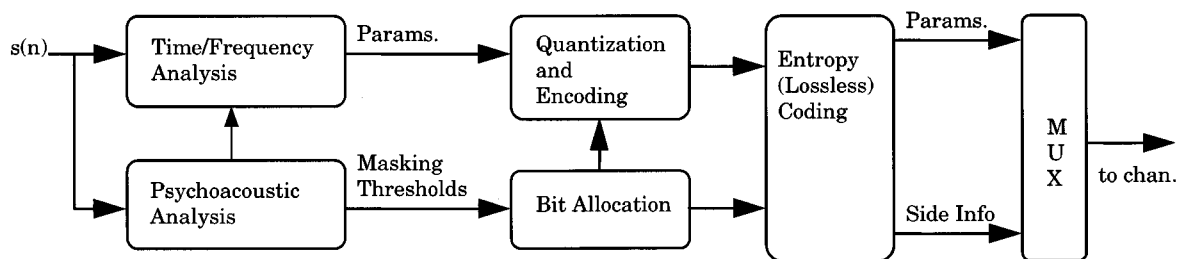 s(n)
Time/Frequency
Analysis
Params.
Quantization
and
Encoding
Entropy
(Lossless)
Coding
Params.
M
U
X
to chan.
Psychoacoustic
Analysis
Masking
Thresholds
Bit Allocation
Side Info